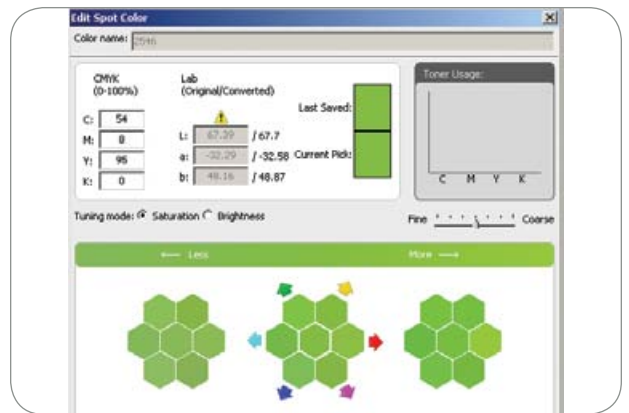 Edit Spot Color
Color name: 2546
CMYK
(0-100%)
Lab
(Original/Converted)
Toner Usage:
Last Saved:
C: 54
M: 8
Y: 95
K: 0
L: 67.39 / 67.7
a: -32.29 / -32.58
b: 48.16 / 48.87
Current Pick:
C M Y K
Tuning mode: Saturation Brightness
Fine Coarse
Less More